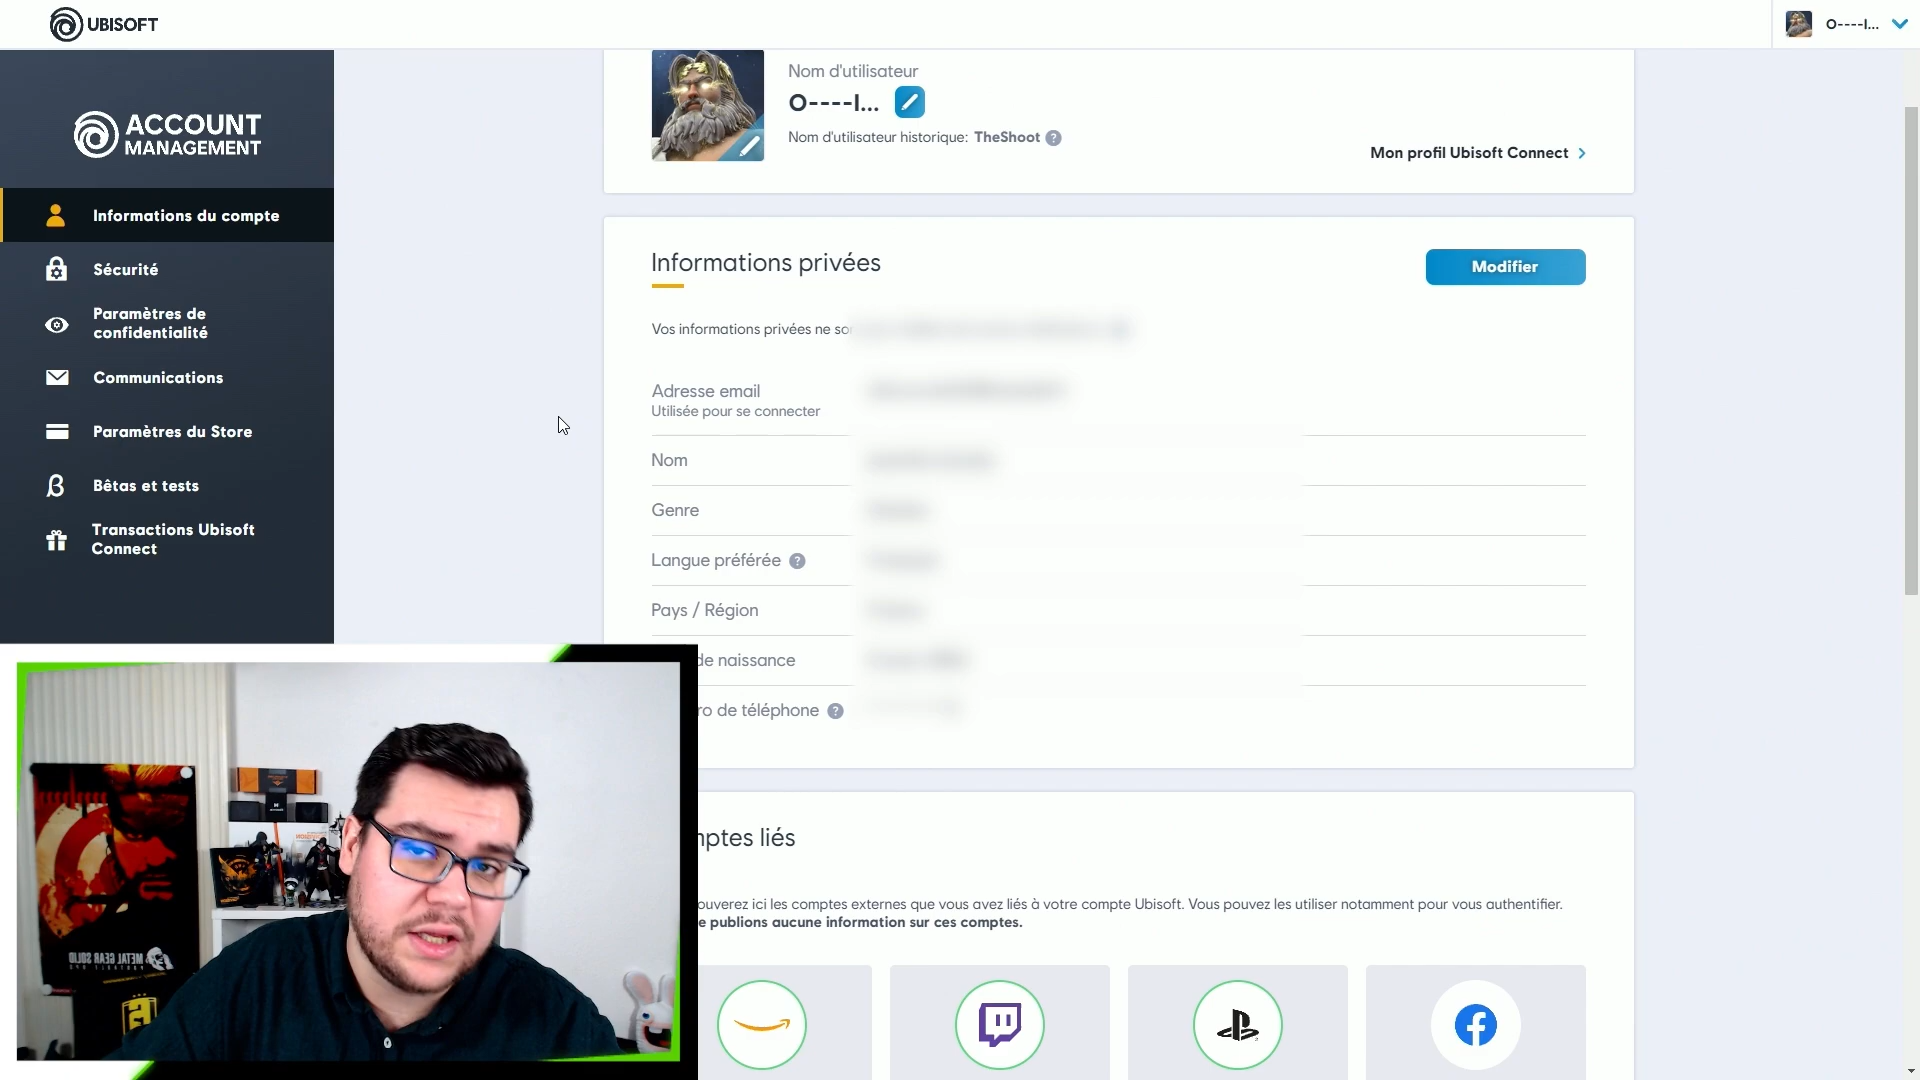 UBISOFT
O----I...
ACCOUNT
MANAGEMENT
Informations du compte
Sécurité
Paramètres de
confidentialité
Communications
Paramètres du Store
Bêtas et tests
Transactions Ubisoft
Connect
Nom d'utilisateur
O----I...
Nom d'utilisateur historique: TheShoot
Mon profil Ubisoft Connect
Informations privées
Modifier
Vos informations privées ne so
Adresse email
Utilisée pour se connecter
Nom
Genre
Langue préférée
Pays / Région
de naissance
ro de téléphone
mptes liés
ouverez ici les comptes externes que vous avez liés à votre compte Ubisoft. Vous pouvez les utiliser notamment pour vous authentifier.
e publions aucune information sur ces comptes.
METAL GEAR SOLID